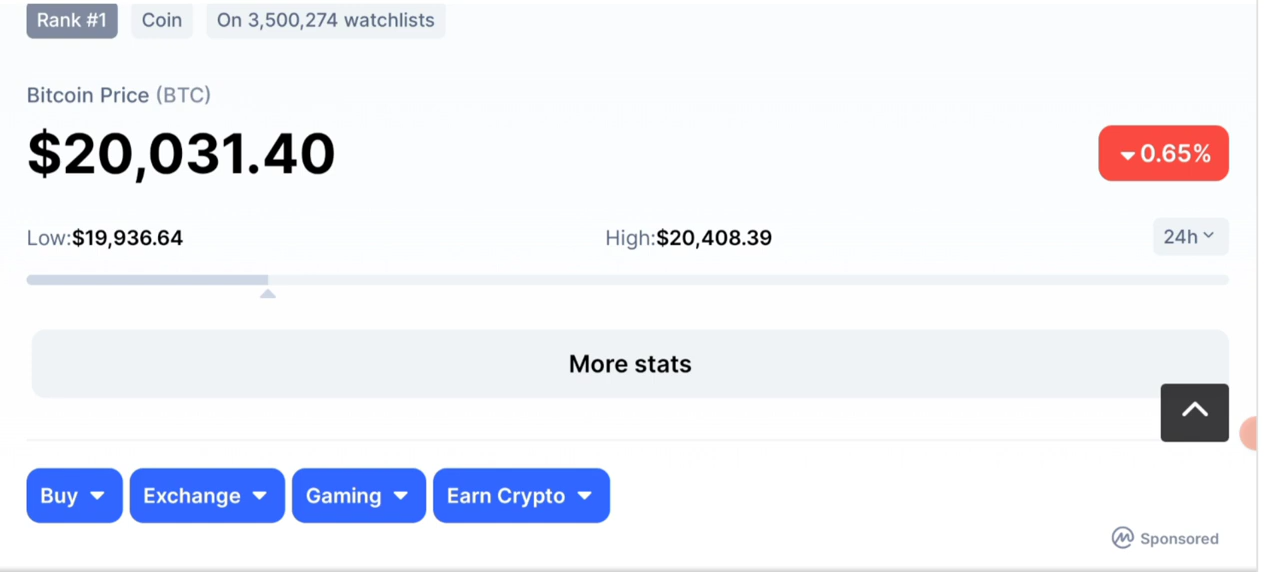 Rank #1 Coin On 3,500,274 watchlists
Bitcoin Price (BTC)
$20,031.40 0.65%
Low:$19,936.64 High:$20,408.39 24h
More stats
Buy Exchange Gaming Earn Crypto
Sponsored